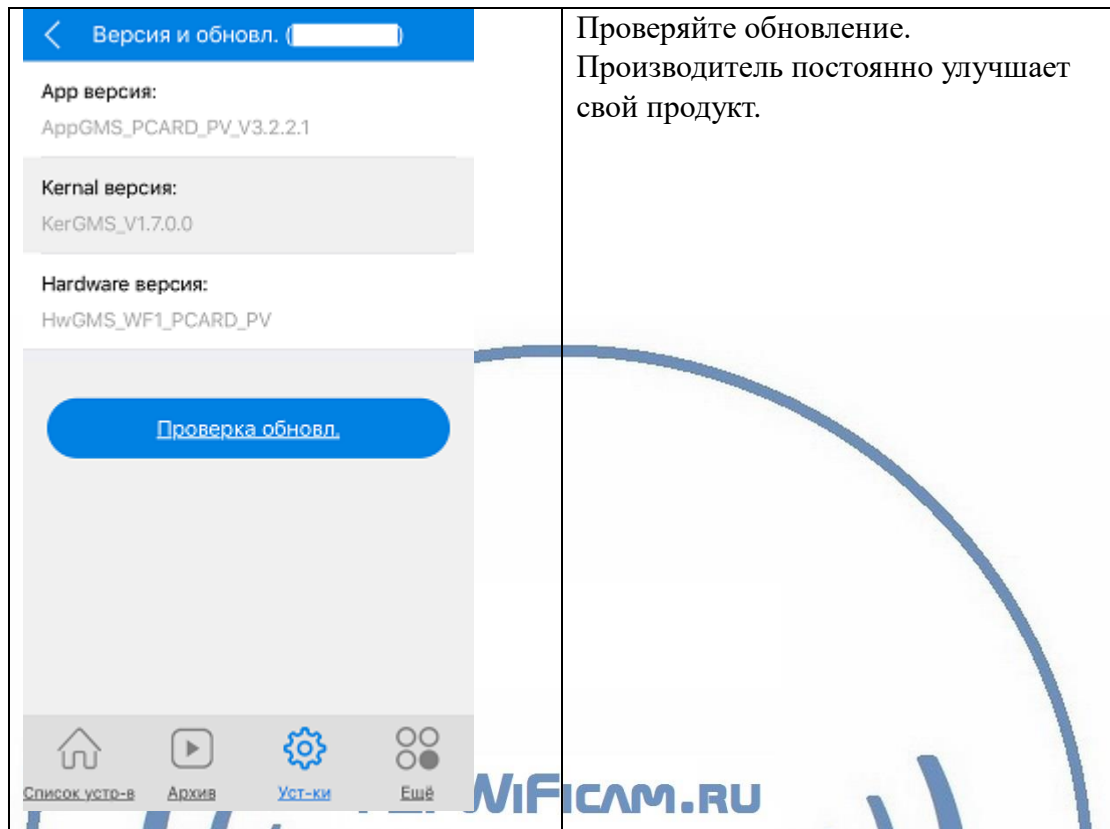 Версия и обновл. ( )
App версия:
AppGMS_PCARD_PV_V3.2.2.1
Kernal версия:
KerGMS_V1.7.0.0
Hardware версия:
HwGMS_WF1_PCARD_PV
Проверка обновл.
Список устр-в
Архив
Уст-ки
Ещё
Проверяйте обновление.
Производитель постоянно улучшает
свой продукт.
WiFicam.RU